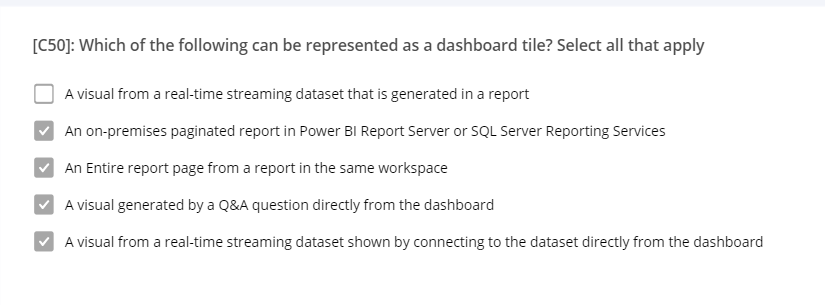 [C50]: Which of the following can be represented as a dashboard tile? Select all that apply
A visual from a real-time streaming dataset that is generated in a report
An on-premises paginated report in Power BI Report Server or SQL Server Reporting Services
An Entire report page from a report in the same workspace
A visual generated by a Q&A question directly from the dashboard
A visual from a real-time streaming dataset shown by connecting to the dataset directly from the dashboard